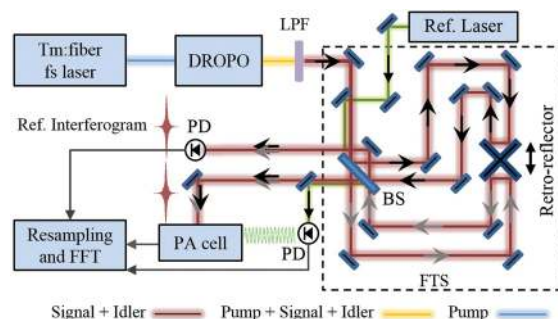 LPF
Ref. Laser
Tm:fiber
fs laser
DROPO
Ref. Interferogram
PD
BS
Retro-reflector
Resampling
and FFT
PA cell
PD
FTS
Signal + Idler
Pump + Signal + Idler
Pump